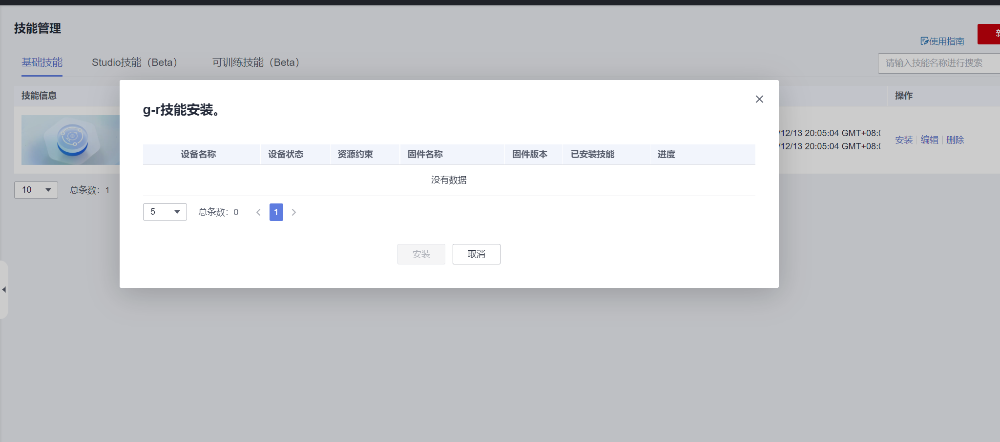 技能管理
使用指南
新
基础技能
Studio技能（Beta）
可训练技能（Beta）
请输入技能名称进行搜索
技能信息
操作
g-r技能安装。
/12/13 20:05:04 GMT+08:0
/12/13 20:05:04 GMT+08:0
安装
编辑
删除
设备名称
设备状态
资源约束
固件名称
固件版本
已安装技能
进度
没有数据
10
总条数：1
5
总条数：0
1
安装
取消